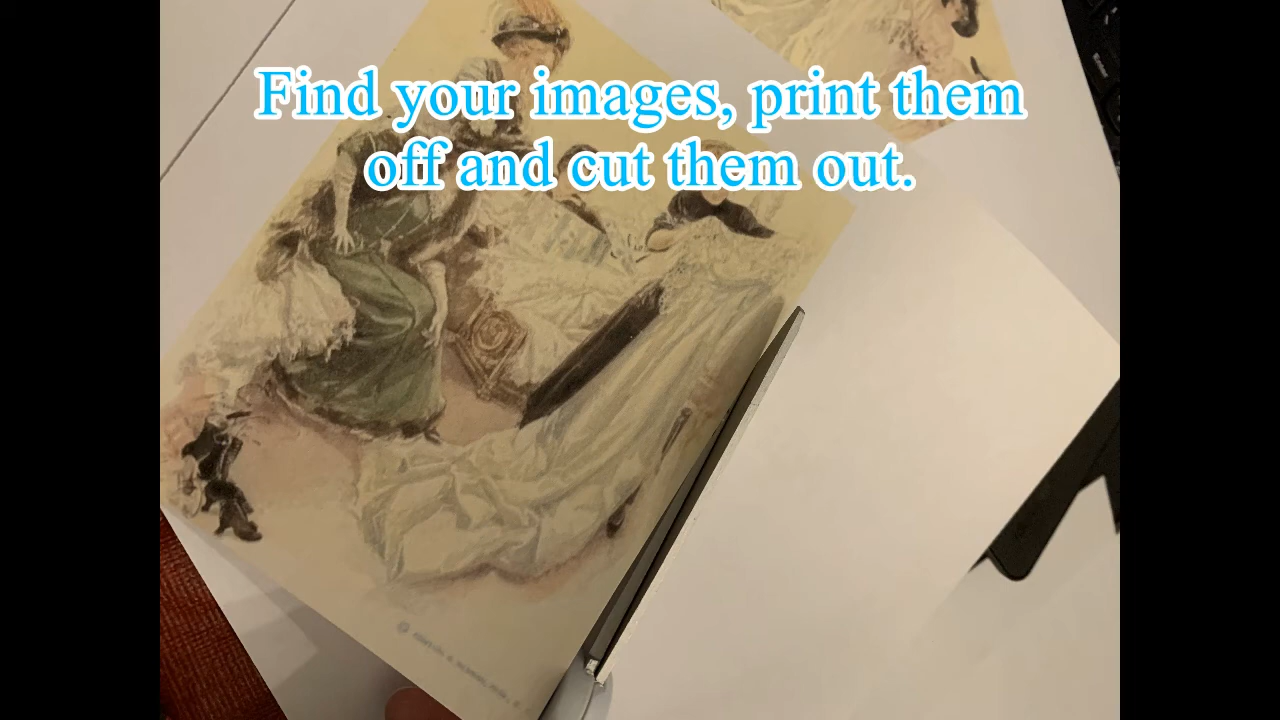 Find your images, print them
off and cut them out.